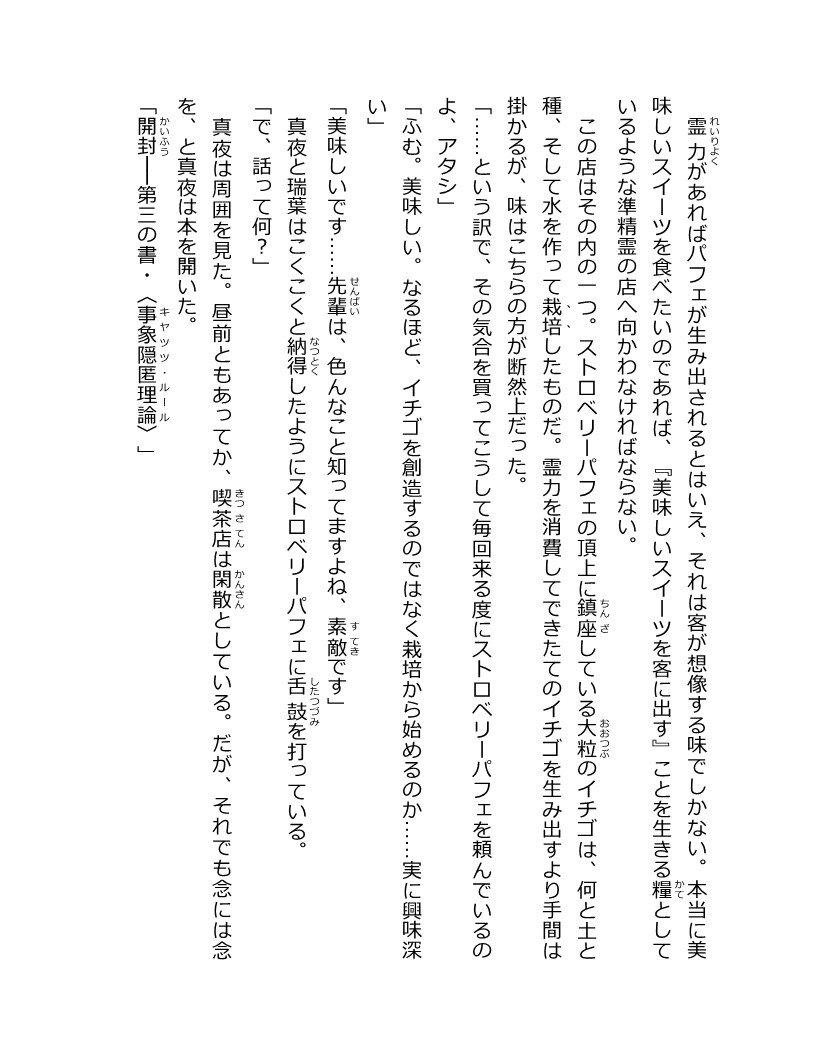 霊力があればパフェが生み出されるとはいえ、それは客が想像する味でしかない。本当に美
味しいスイーツを食べたいのであれば、『美味しいスイーツを客に出す』ことを生きる糧として
いるような準精霊の店へ向かわなければならない。
この店はその内の一つ。ストロベリーパフェの頂上に鎮座している大粒のイチゴは、何と土と
種、そして水を作って栽培したものだ。霊力を消費してできたてのイチゴを生み出すより手間は
掛かるが、味はこちらの方が断然上だった。
「……という訳で、その気合を買ってこうして毎回来る度にストロベリーパフェを頼んでいるの
よ、アタシ」
「ふむ。美味しい。なるほど、イチゴを創造するのではなく栽培から始めるのか……実に興味深
い」
「美味しいです……先輩は、色んなこと知ってますよね、素敵です」
真夜と瑞葉はこくこくと納得したようにストロベリーパフェに舌鼓を打っている。
「で、話って何？」
真夜は周囲を見た。昼前ともあってか、喫茶店は閑散としている。だが、それでも念には念
を、と真夜は本を開いた。
「開封──第三の書・〈事象隠匿理論〉」